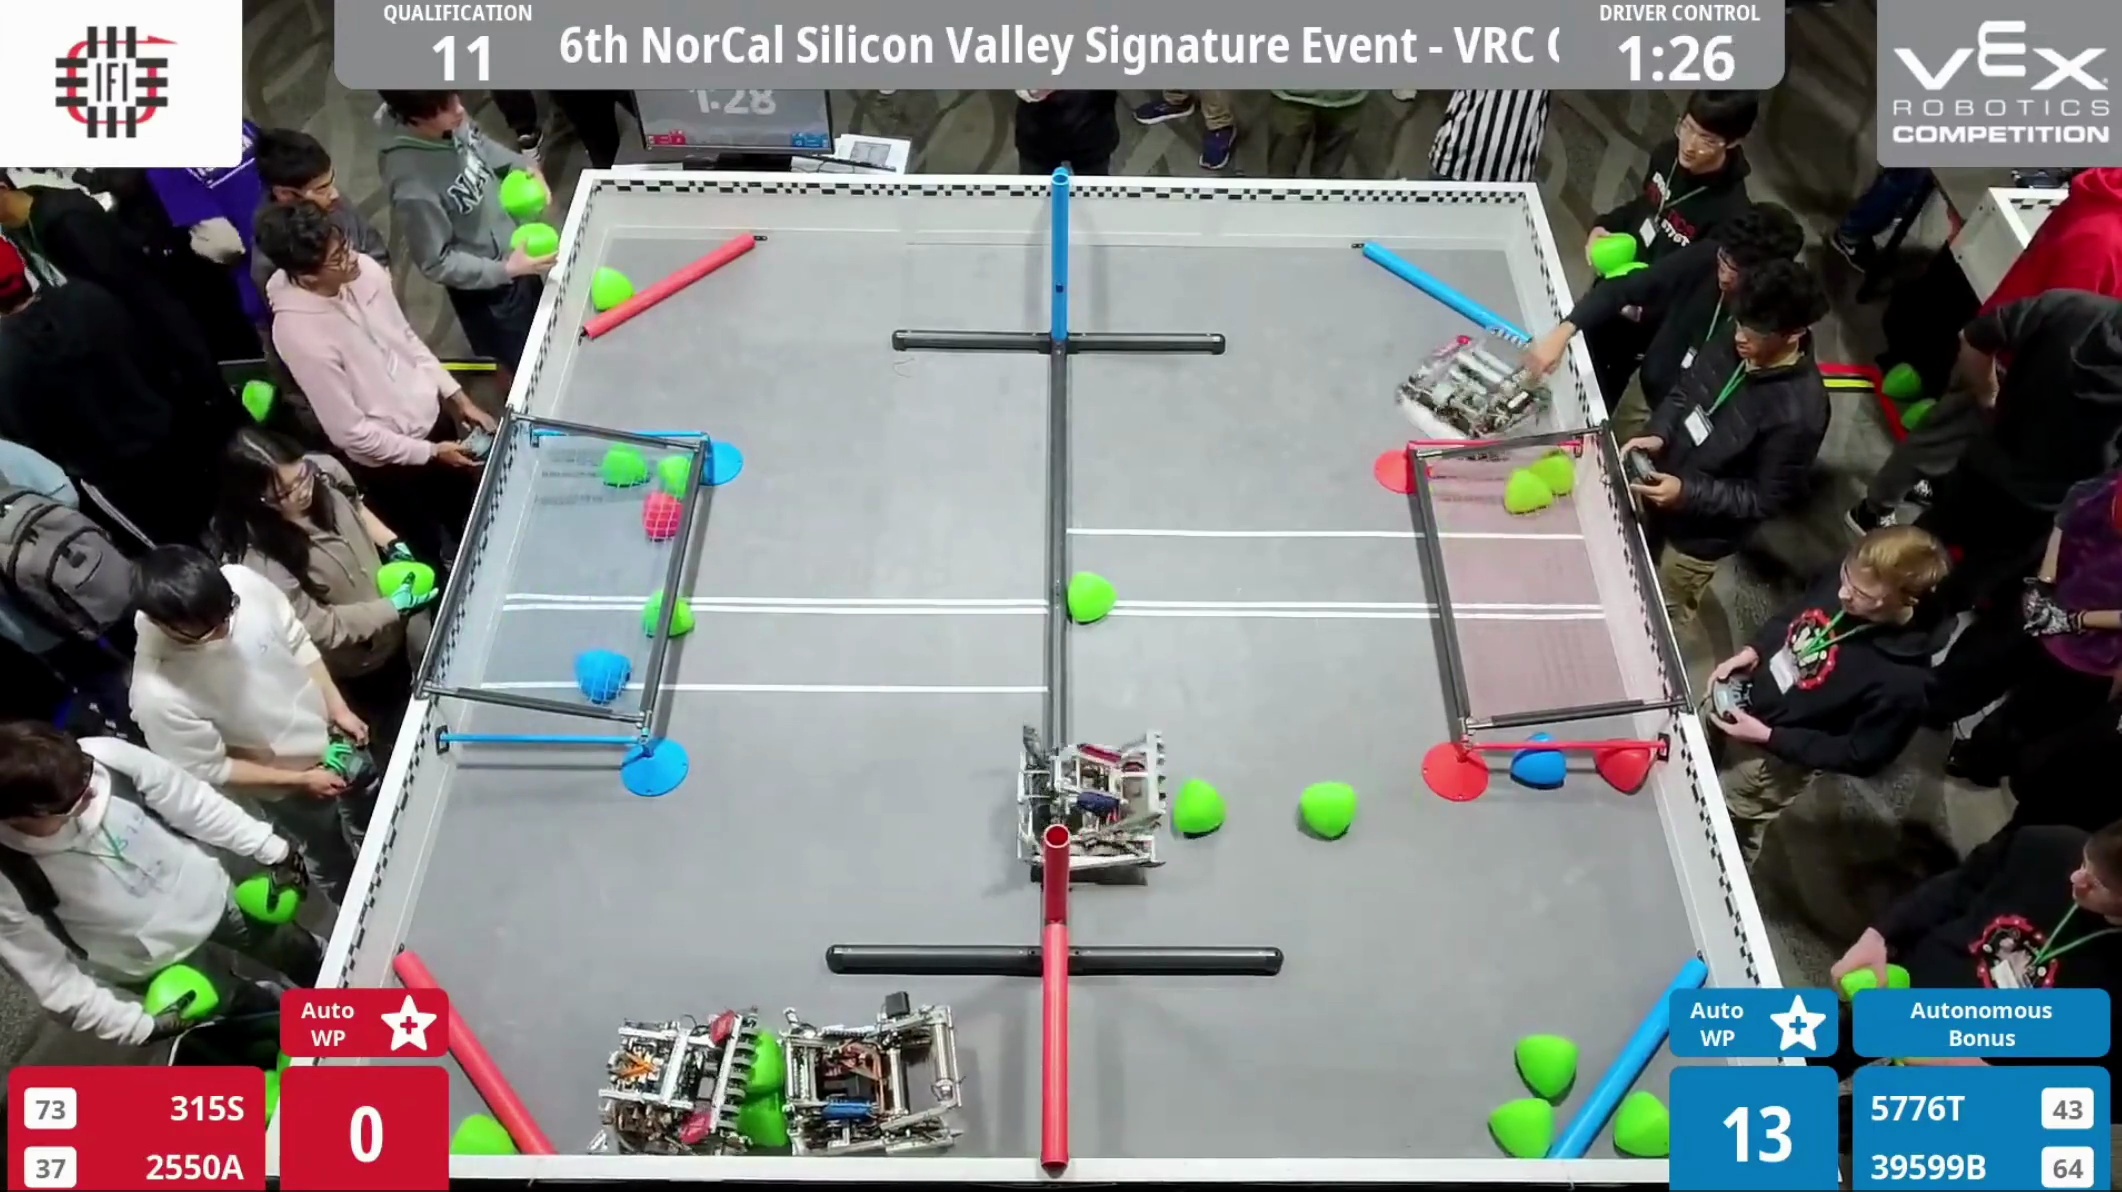 IFI
QUALIFICATION
11
6th NorCal Silicon Valley Signature Event - VRC
DRIVER CONTROL
1:26
VEX
ROBOTICS
COMPETITION
1:28
Auto
WP
73 315S
37 2550A
0
Auto
WP
Autonomous
Bonus
13
5776T 43
39599B 64